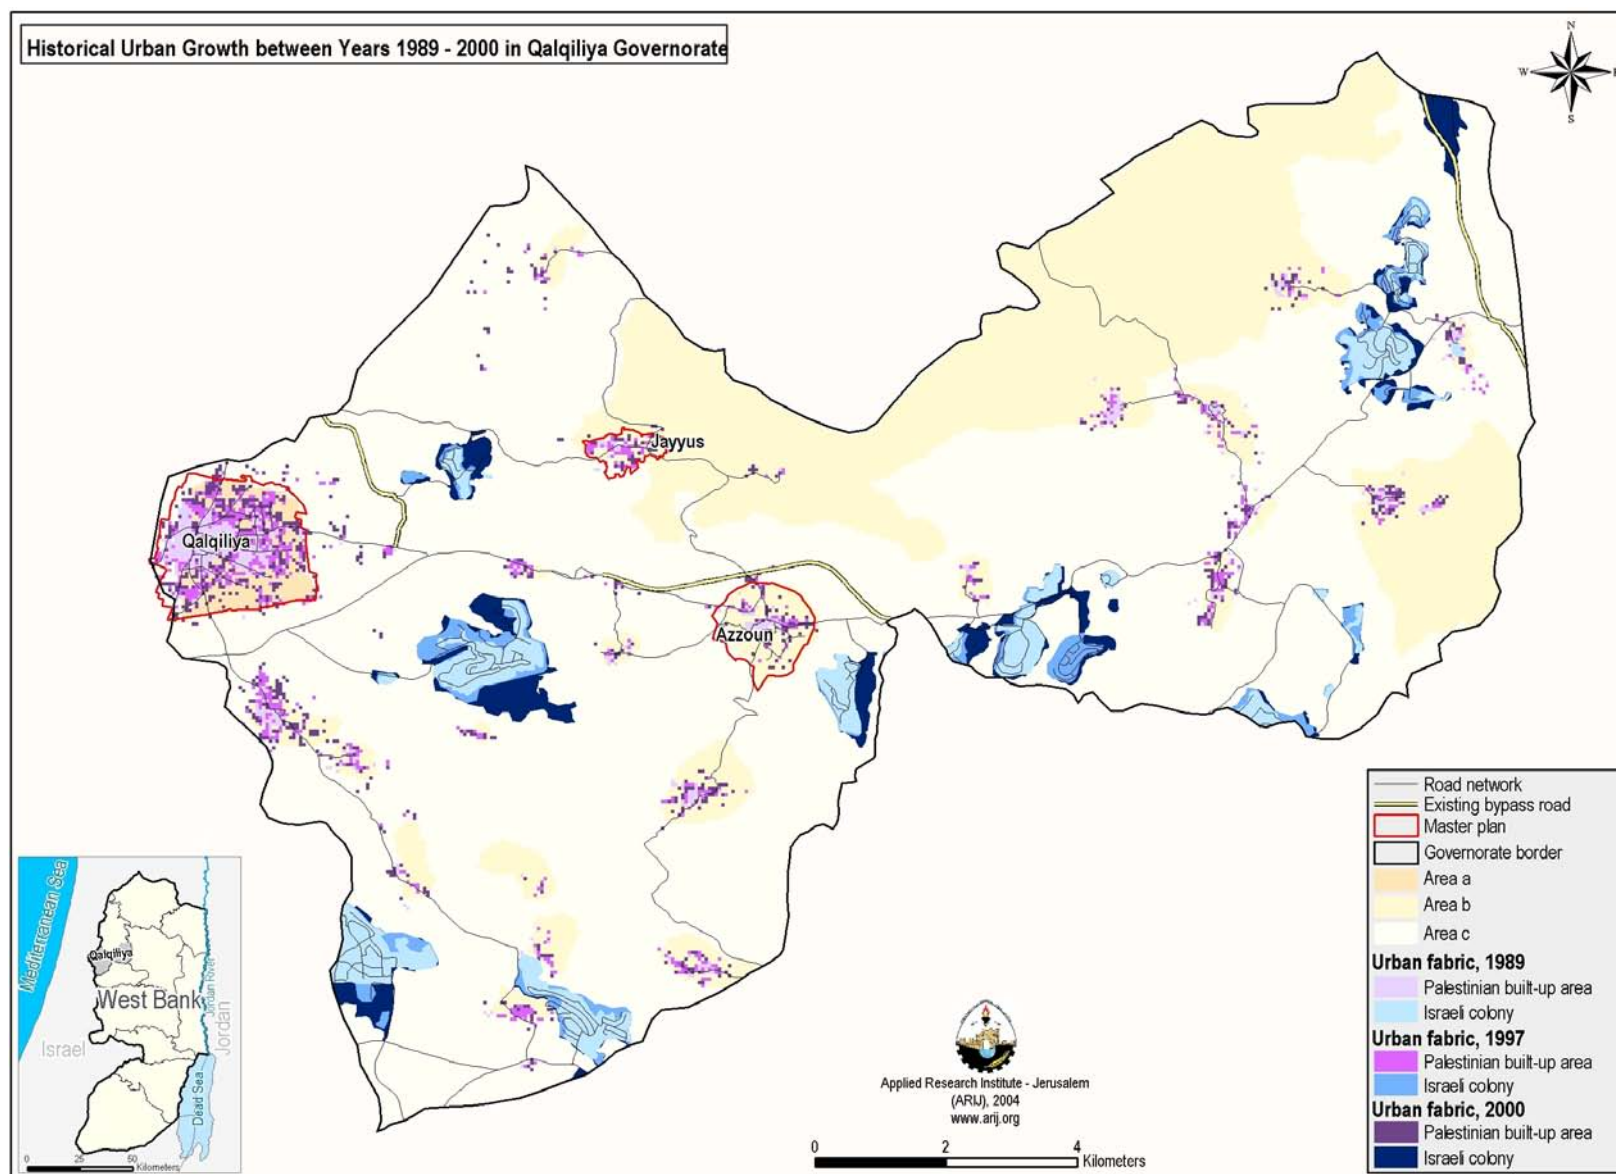 Historical Urban Growth between Years 1989 - 2000 in Qalqiliya Governorate
N
W
E
S
Jayyus
Qalqiliya
Azzoun
Road network
Existing bypass road
Master plan
Governorate border
Area a
Area b
Area c
Urban fabric, 1989
Palestinian built-up area
Israeli colony
Urban fabric, 1997
Palestinian built-up area
Israeli colony
Urban fabric, 2000
Palestinian built-up area
Israeli colony
Mediterranean Sea
Qalqiliya
West Bank
Jordan River
Jordan
Israel
Dead Sea
0 25 50
Kilometers
Applied Research Institute - Jerusalem
(ARIJ), 2004
www.arij.org
0 2 4
Kilometers